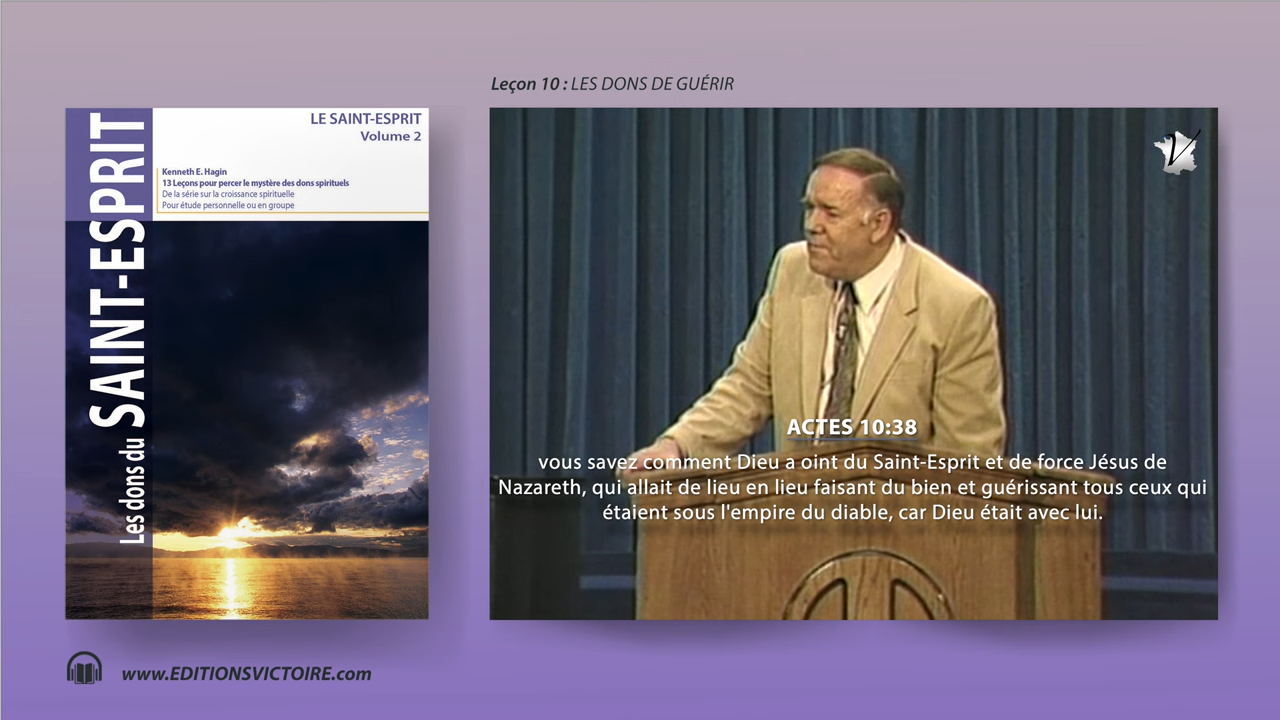 Leçon 10 : LES DONS DE GUÉRIR
Les dons du SAINT-ESPRIT
LE SAINT-ESPRIT
Volume 2
Kenneth E. Hagin
13 Leçons pour percer le mystère des dons spirituels
De la série sur la croissance spirituelle
Pour étude personnelle ou en groupe
V
ACTES 10:38
vous savez comment Dieu a oint du Saint-Esprit et de force Jésus de
Nazareth, qui allait de lieu en lieu faisant du bien et guérissant tous ceux qui
étaient sous l'empire du diable, car Dieu était avec lui.
www.EDITIONSVICTOIRE.com